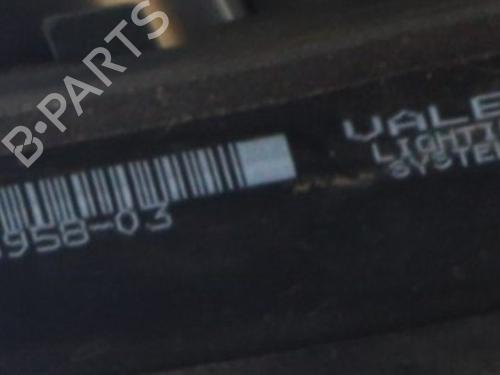 B-PARTS
VALE
LIGHTI
SYSTE
958-03